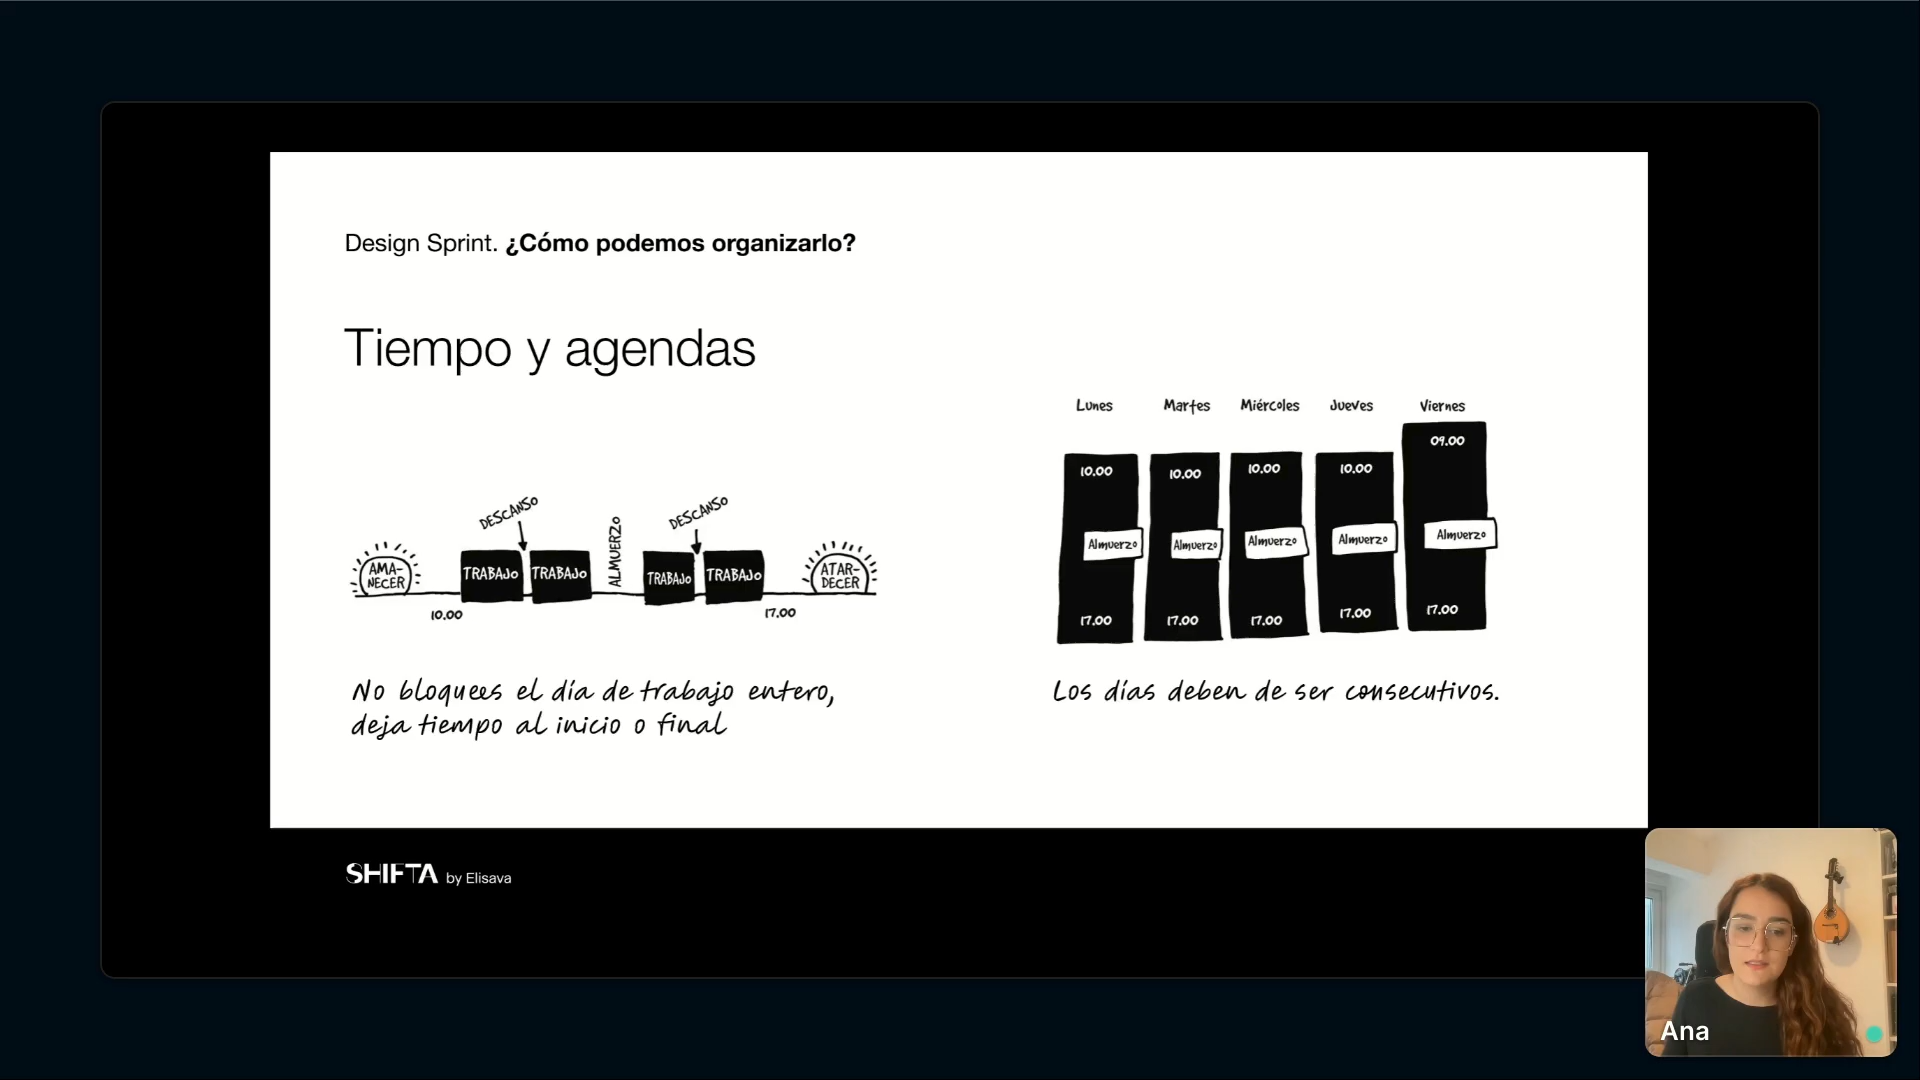 Design Sprint. ¿Cómo podemos organizarlo?
Tiempo y agendas
DESCANSO
ALMUERZO
DESCANSO
AMA-
NECER
TRABAJO
TRABAJO
TRABAJO
TRABAJO
ATAR-
DECER
10.00
17.00
No bloquees el día de trabajo entero,
deja tiempo al inicio o final
Lunes Martes Miércoles Jueves Viernes
10.00 10.00 10.00 10.00 09.00
Almuerzo Almuerzo Almuerzo Almuerzo Almuerzo
17.00 17.00 17.00 17.00 17.00
Los días deben de ser consecutivos.
SHIFTA by Elisava
Ana